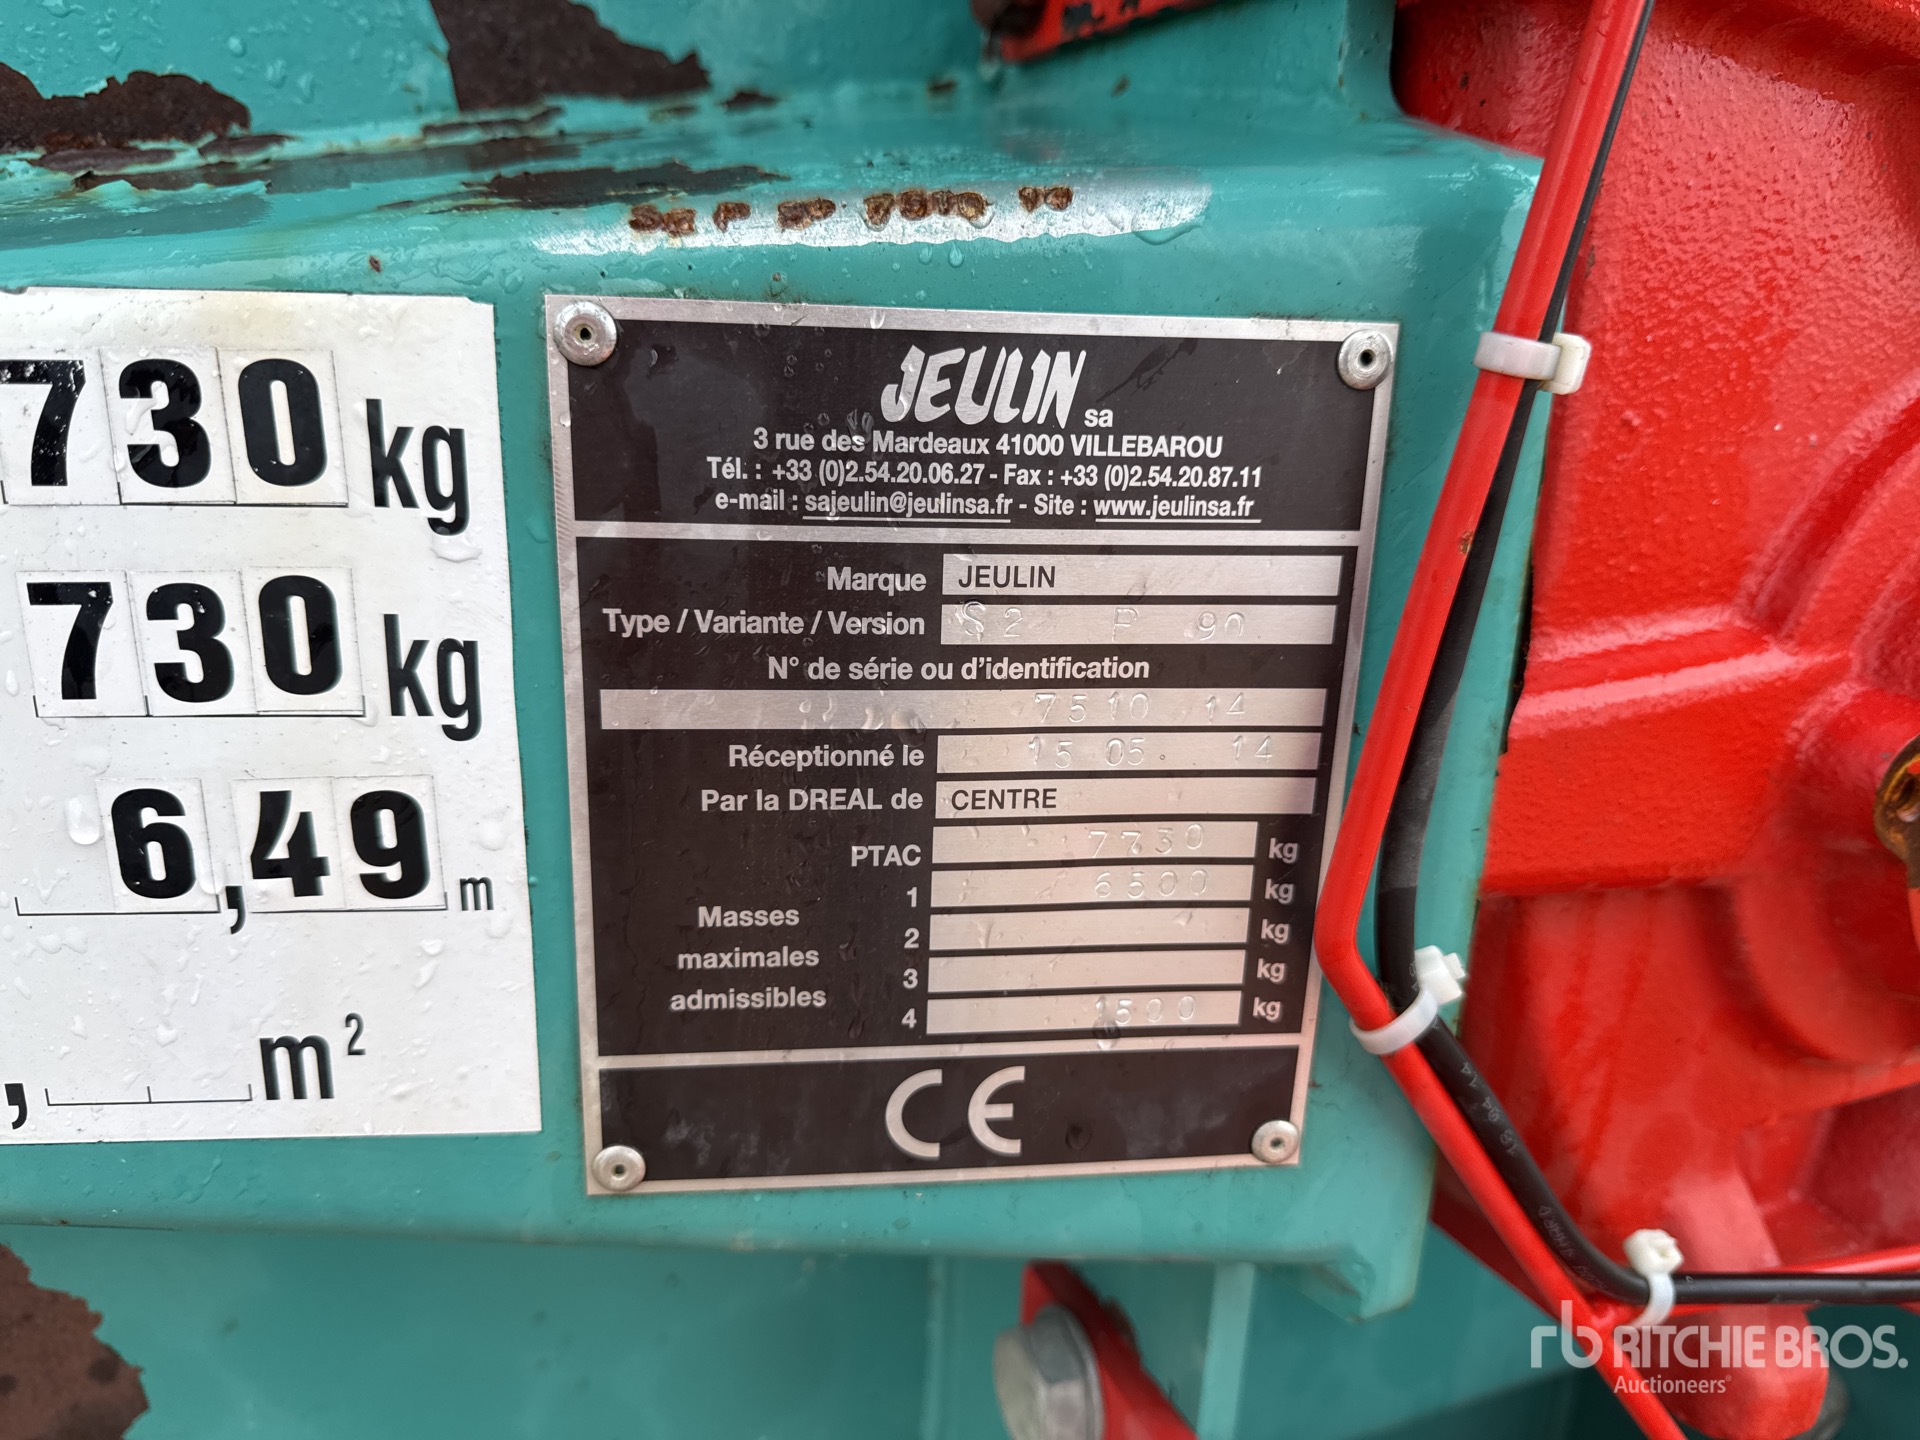 730 kg
730 kg
6,49 m
, m²
JEULIN sa
3 rue des Mardeaux 41000 VILLEBAROU
Tél. : +33 (0)2.54.20.06.27 - Fax : +33 (0)2.54.20.87.11
e-mail : sajeulin@jeulinsa.fr - Site : www.jeulinsa.fr
Marque JEULIN
Type / Variante / Version S2 P 90
N° de série ou d'identification
7510 14
Réceptionné le 15 05. 14
Par la DREAL de CENTRE
PTAC 7730 kg
Masses maximales admissibles
1 6500 kg
2 kg
3 kg
4 1500 kg
CE
rb RITCHIE BROS.
Auctioneers